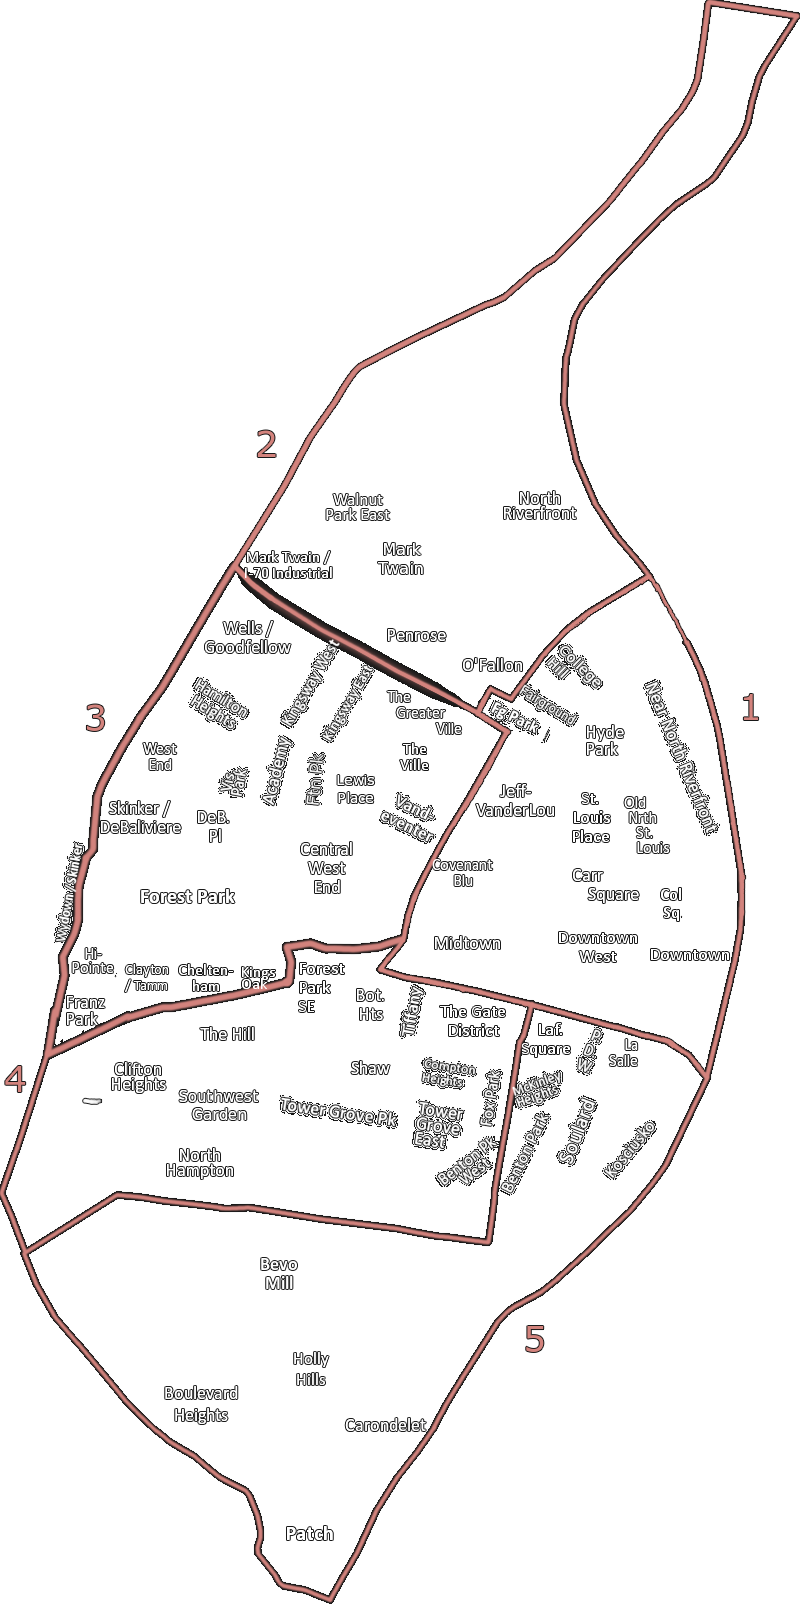 2
Walnut
Park East
North
Riverfront
Mark
Twain
Mark Twain /
I-70 Industrial
Penrose
O'Fallon
Wells /
Goodfellow
Kingsway West
Kingsway East
The
Greater
Ville
College
Hill
Fairground
Frg Park
Near North Riverfront
1
3
Hamilton
Heights
Hyde
Park
West
End
Academy
Ftn Pk
The
Ville
Park
Lewis
Place
Vand-
eventer
Jeff-
VanderLou
St.
Louis
Place
Old
Nrth
St.
Louis
Skinker /
DeBaliviere
DeB.
Pl
Central
West
End
Covenant
Blu
Carr
Square
Col
Sq.
Wydown / Skinker
Forest Park
Midtown
Downtown
West
Downtown
Hi-
Pointe
Clayton
/ Tamm
Chelten-
ham
Kings
Oak
Forest
Park
SE
Franz
Park
Bot.
Hts
Tiffany
The Gate
District
Laf.
Square
P
D
W
La
Salle
The Hill
4
Clifton
Heights
Shaw
Compton
Heights
Fox Park
McKinley
Heights
Southwest
Garden
Tower Grove Pk
Tower
Grove
East
Benton Pk
West
Benton Park
Soulard
Kosciusko
North
Hampton
Bevo
Mill
5
Holly
Hills
Boulevard
Heights
Carondelet
Patch